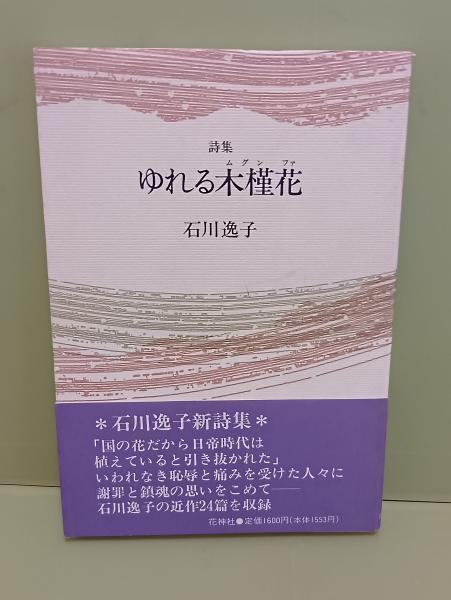 詩集
ムグンファ
ゆれる木槿花
石川逸子
＊石川逸子新詩集＊
「国の花だから日帝時代は
植えていると引き抜かれた」
いわれなき恥辱と痛みを受けた人々に
謝罪と鎮魂の思いをこめて――
石川逸子の近作24篇を収録
花神社●定価1600円(本体1553円)